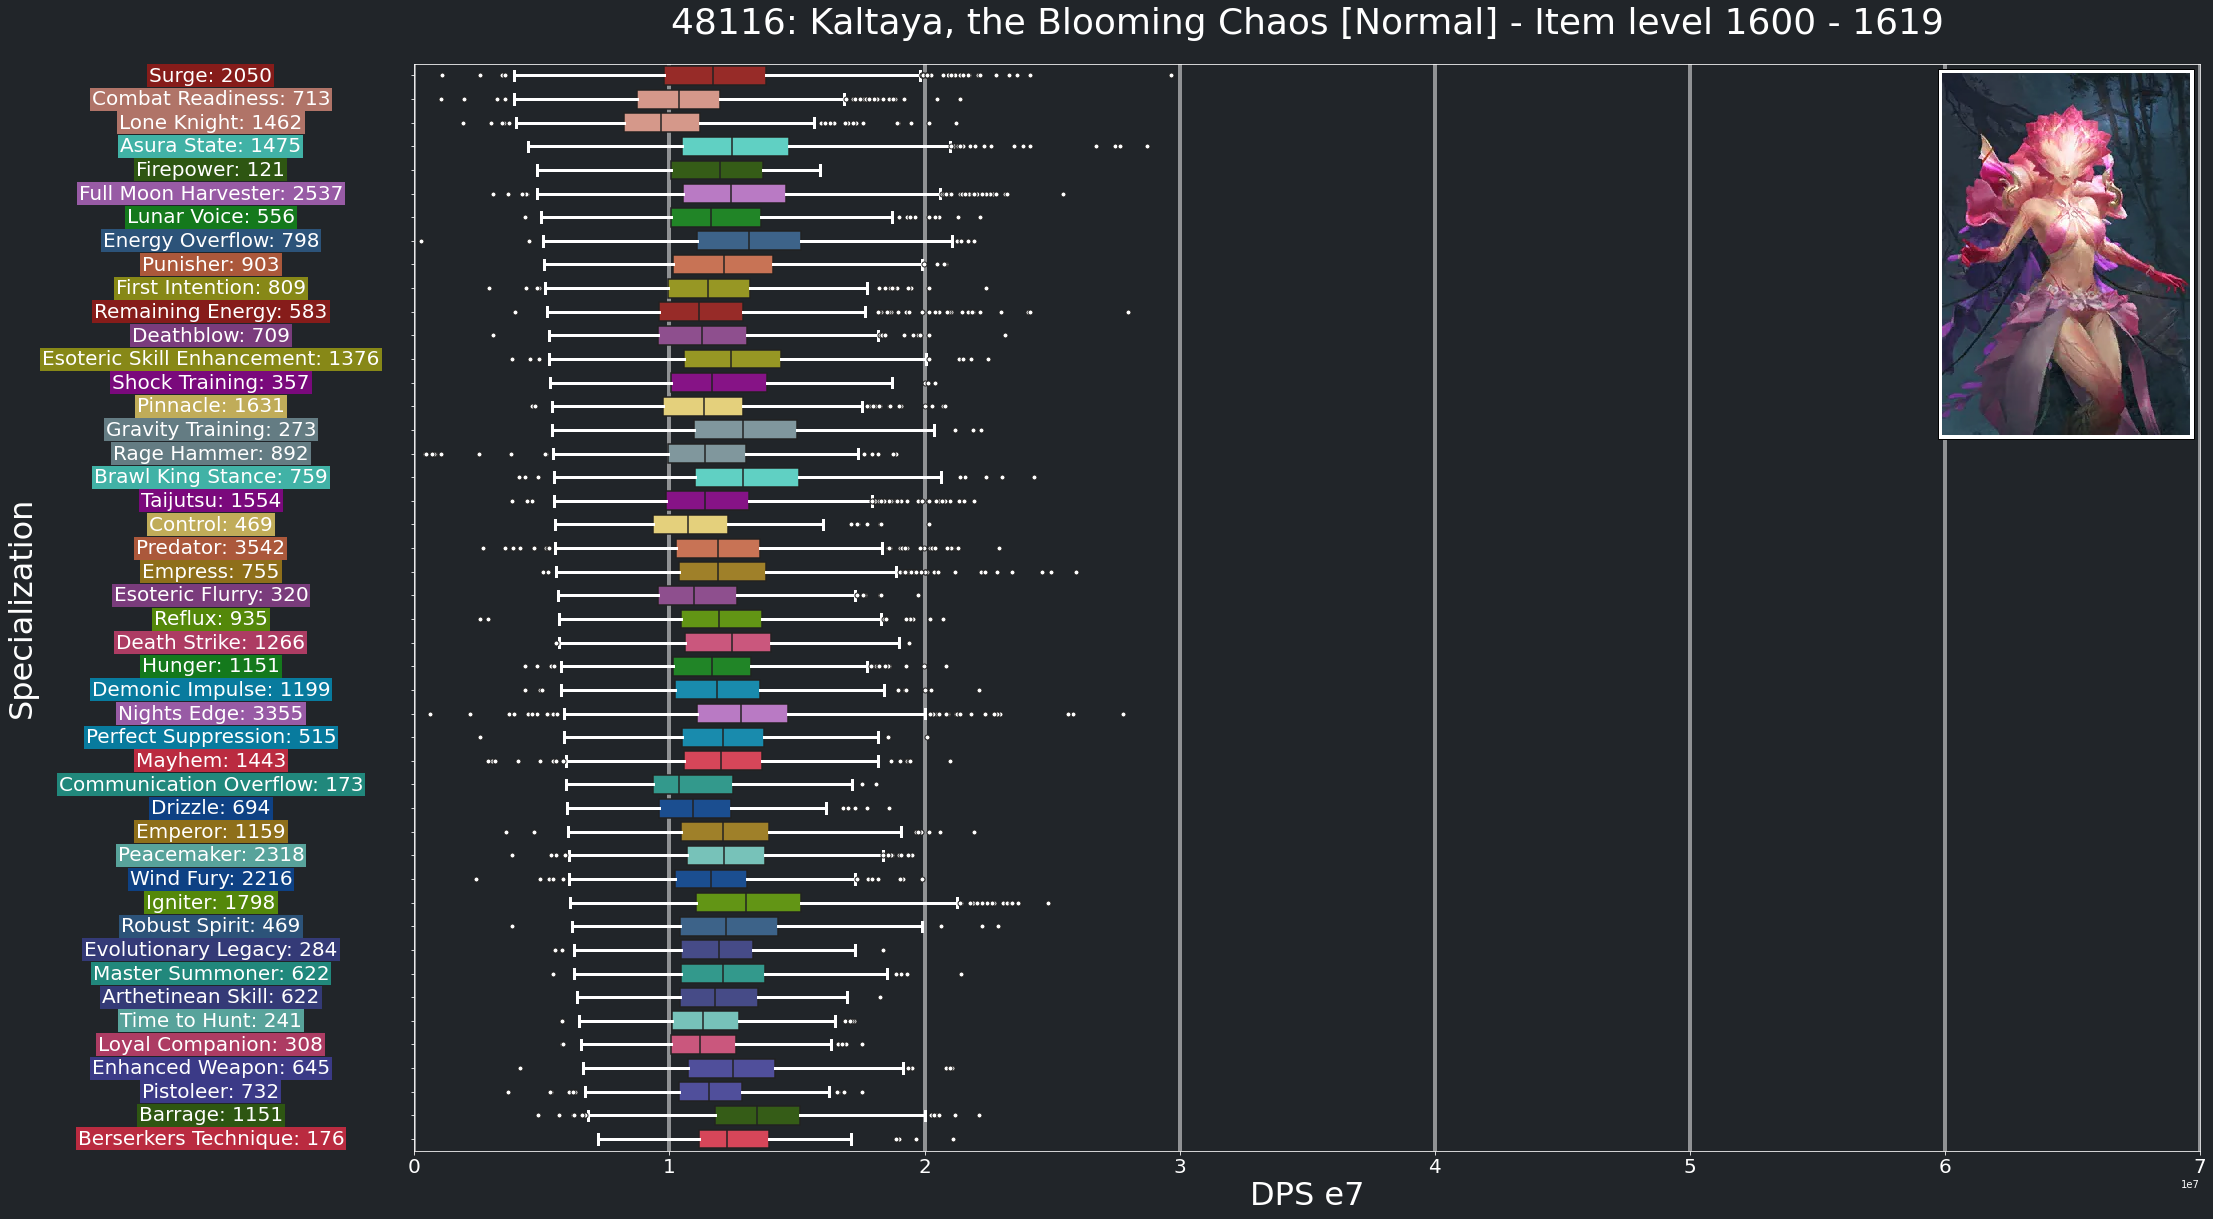 48116: Kaltaya, the Blooming Chaos [Normal] - Item level 1600 - 1619
Surge: 2050
Combat Readiness: 713
Lone Knight: 1462
Asura State: 1475
Firepower: 121
Full Moon Harvester: 2537
Lunar Voice: 556
Energy Overflow: 798
Punisher: 903
First Intention: 809
Remaining Energy: 583
Deathblow: 709
Esoteric Skill Enhancement: 1376
Shock Training: 357
Pinnacle: 1631
Gravity Training: 273
Rage Hammer: 892
Brawl King Stance: 759
Taijutsu: 1554
Control: 469
Predator: 3542
Empress: 755
Esoteric Flurry: 320
Reflux: 935
Death Strike: 1266
Hunger: 1151
Demonic Impulse: 1199
Nights Edge: 3355
Perfect Suppression: 515
Mayhem: 1443
Communication Overflow: 173
Drizzle: 694
Emperor: 1159
Peacemaker: 2318
Wind Fury: 2216
Igniter: 1798
Robust Spirit: 469
Evolutionary Legacy: 284
Master Summoner: 622
Arthetinean Skill: 622
Time to Hunt: 241
Loyal Companion: 308
Enhanced Weapon: 645
Pistoleer: 732
Barrage: 1151
Berserkers Technique: 176
Specialization
0 1 2 3 4 5 6 7
1e7
DPS e7